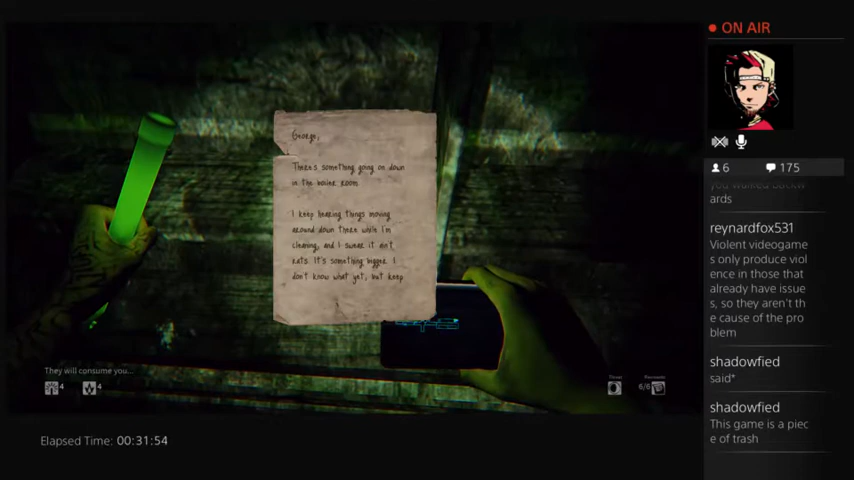 George,
There's something going on down
in the boiler room
I keep hearing things moving
around down there while I'm
cleaning, and I swear it ain't
rats. It's something bigger. I
don't know what yet, but keep
They will consume you...
4
4
6/6
Elapsed Time: 00:31:54
ON AIR
6
175
you walked backw
ards
reynardfox531
Violent videogame
s only produce viol
ence in those that
already have issue
s, so they aren't th
e cause of the pro
blem
shadowfied
said*
shadowfied
This game is a piec
e of trash